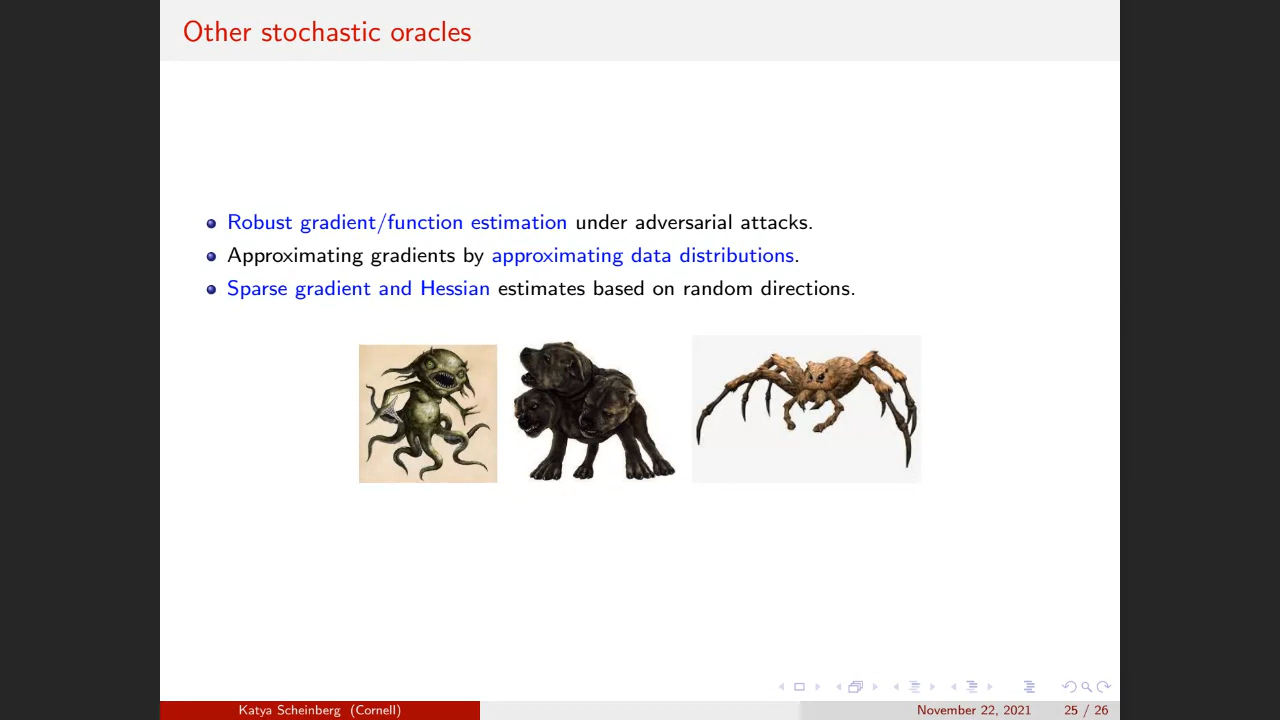 Other stochastic oracles
Robust gradient/function estimation under adversarial attacks.
Approximating gradients by approximating data distributions.
Sparse gradient and Hessian estimates based on random directions.
Katya Scheinberg (Cornell)
November 22, 2021
25 / 26